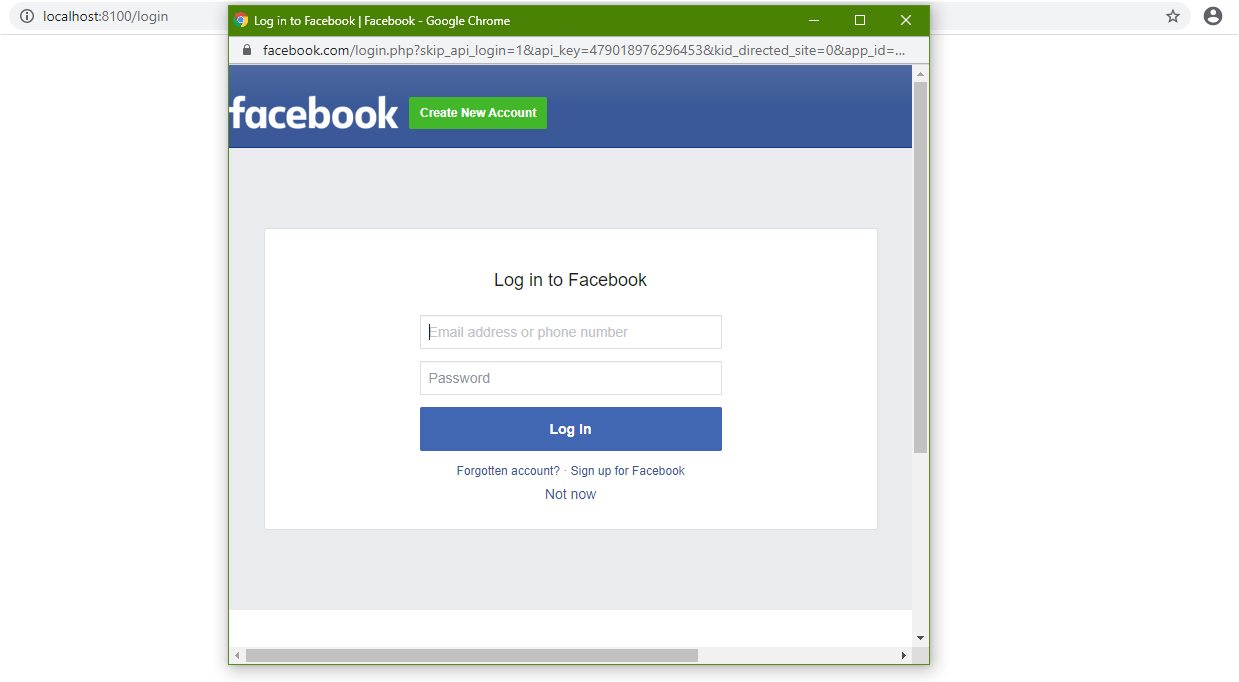 localhost:8100/login
Log in to Facebook | Facebook - Google Chrome
facebook.com/login.php?skip_api_login=1&api_key=479018976296453&kid_directed_site=0&app_id=...
facebook Create New Account
Log in to Facebook
Email address or phone number
Password
Log In
Forgotten account? · Sign up for Facebook
Not now